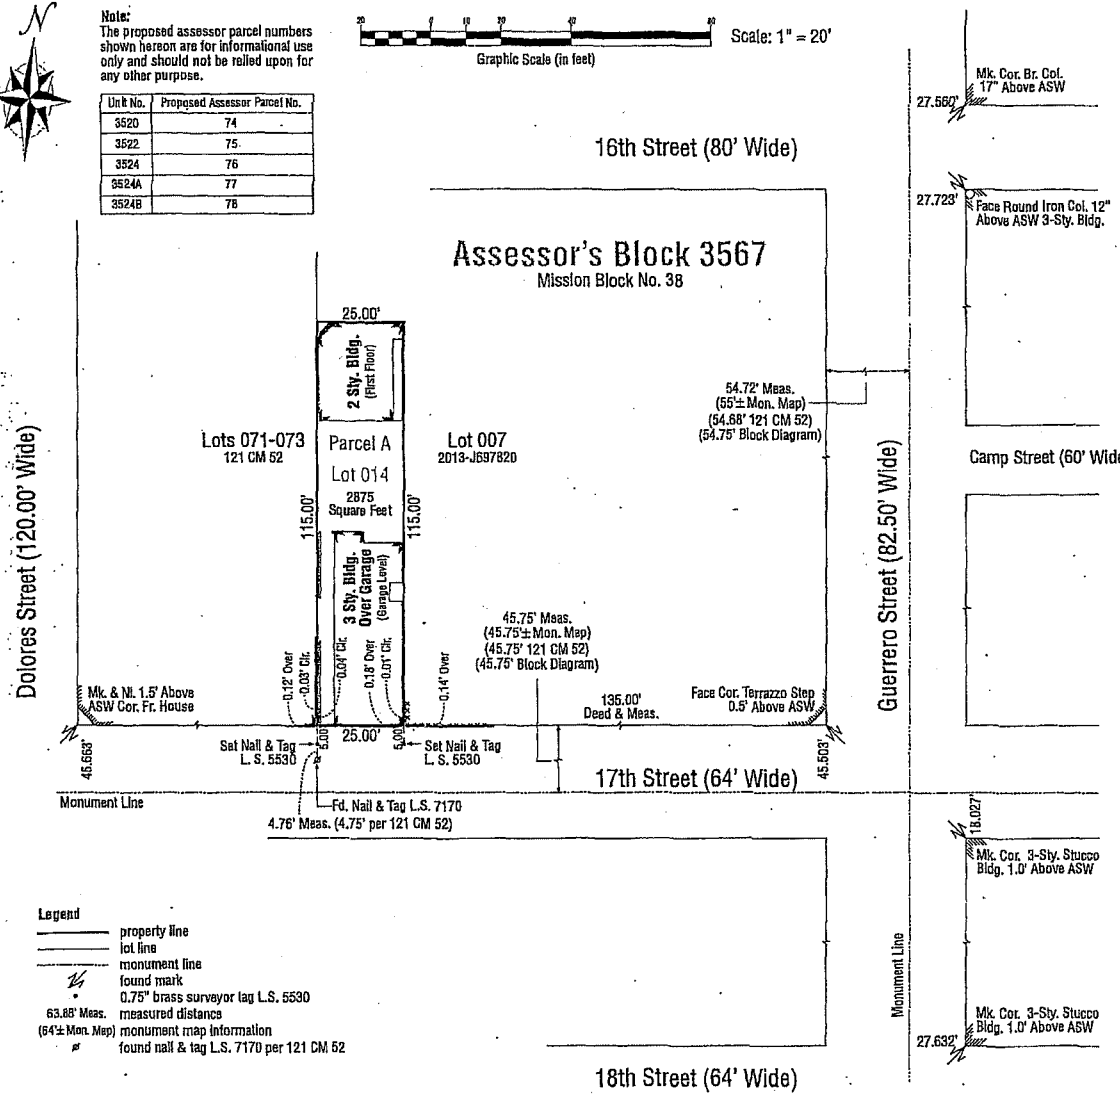 N
Note:
The proposed assessor parcel numbers
shown hereon are for informational use
only and should not be relied upon for
any other purpose.
Unit No. Proposed Assessor Parcel No.
3520 74
3522 75
3524 76
3524A 77
3524B 78
20 0 10 20 40 80
Graphic Scale (in feet)
Scale: 1" = 20'
16th Street (80' Wide)
27.560'
Mk. Cor. Br. Col.
17" Above ASW
27.723'
Face Round Iron Col. 12"
Above ASW 3-Sty. Bldg.
Assessor's Block 3567
Mission Block No. 38
25.00'
2 Sty. Bldg.
(First Floor)
54.72' Meas.
(55'± Mon. Map)
(54.68' 121 CM 52)
(54.75' Block Diagram)
Lots 071-073
121 CM 52
Parcel A
Lot 014
2875
Square Feet
Lot 007
2013-J697820
115.00'
115.00'
Camp Street (60' Wide
Dolores Street (120.00' Wide)
Guerrero Street (82.50' Wide)
3 Sty. Bldg.
Over Garage
(Garage Level)
45.75' Meas.
(45.75'± Mon. Map)
(45.75' 121 CM 52)
(45.75' Block Diagram)
0.12' Over
0.03' Clr.
0.04' Clr.
0.18' Over
0.01' Clr.
0.14' Over
Mk. & Nl. 1.5' Above
ASW Cor. Fr. House
135.00'
Deed & Meas.
Face Cor. Terrazzo Step
0.5' Above ASW
45.663'
Set Nail & Tag
L. S. 5530
5.00'
25.00'
5.00'
Set Nail & Tag
L. S. 5530
45.503'
17th Street (64' Wide)
Monument Line
Fd. Nail & Tag L.S. 7170
4.76' Meas. (4.75' per 121 CM 52)
18.027'
Mk. Cor. 3-Sty. Stucco
Bldg. 1.0' Above ASW
Legend
property line
lot line
monument line
found mark
0.75" brass surveyor tag L.S. 5530
63.88' Meas. measured distance
(64'± Mon. Map) monument map information
found nail & tag L.S. 7170 per 121 CM 52
Monument Line
Mk. Cor. 3-Sty. Stucco
Bldg. 1.0' Above ASW
27.632'
18th Street (64' Wide)